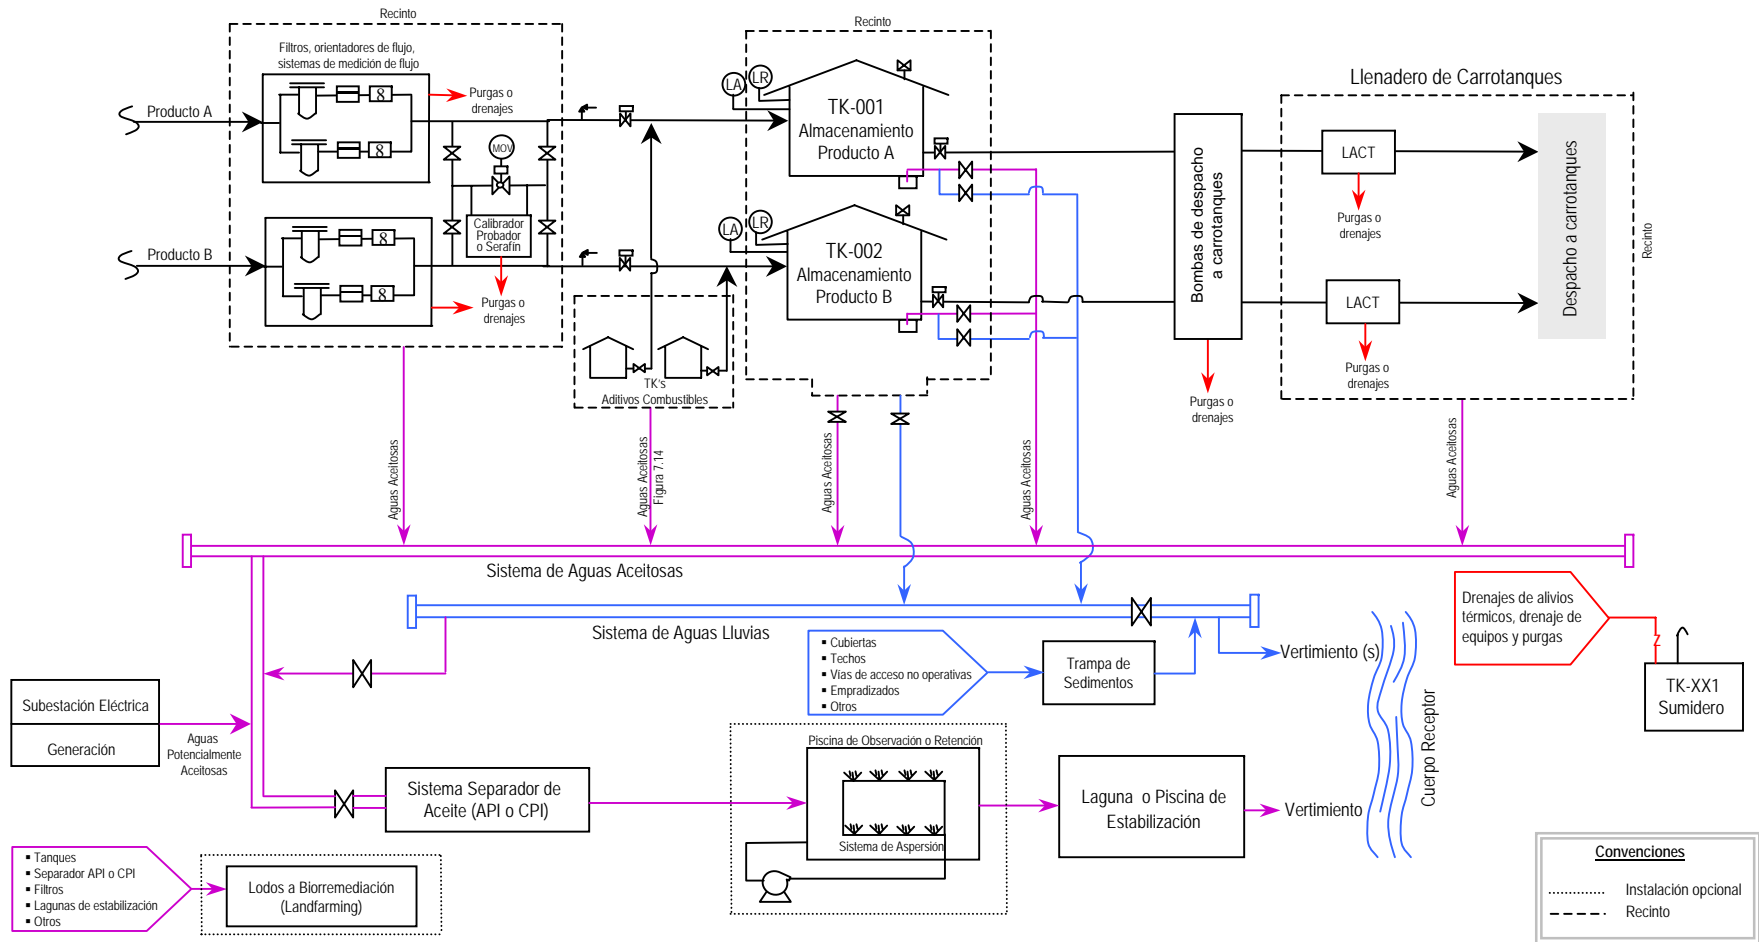 Recinto
Filtros, orientadores de flujo,
sistemas de medición de flujo
8
8
Purgas o
drenajes
Producto A
MOV
Calibrador
Probador
o Serafín
Producto B
8
8
Purgas o
drenajes
Recinto
LA
LR
TK-001
Almacenamiento
Producto A
LA
LR
TK-002
Almacenamiento
Producto B
TK's
Aditivos Combustibles
Bombas de despacho
a carrotanques
Purgas o
drenajes
Llenadero de Carrotanques
LACT
Purgas o
drenajes
LACT
Purgas o
drenajes
Despacho a carrotanques
Recinto
Aguas Aceitosas
Aguas Aceitosas
Figura 7.14
Aguas Aceitosas
Aguas Aceitosas
Aguas Aceitosas
Sistema de Aguas Aceitosas
Sistema de Aguas Lluvias
▪ Cubiertas
▪ Techos
▪ Vías de acceso no operativas
▪ Empradizados
▪ Otros
Trampa de
Sedimentos
Vertimiento (s)
Drenajes de alivios
térmicos, drenaje de
equipos y purgas
TK-XX1
Sumidero
Cuerpo Receptor
Subestación Eléctrica
Generación
Aguas
Potencialmente
Aceitosas
Sistema Separador de
Aceite (API o CPI)
Piscina de Observación o Retención
Sistema de Aspersión
Laguna o Piscina de
Estabilización
Vertimiento
▪ Tanques
▪ Separador API o CPI
▪ Filtros
▪ Lagunas de estabilización
▪ Otros
Lodos a Biorremediación
(Landfarming)
Convenciones
Instalación opcional
Recinto